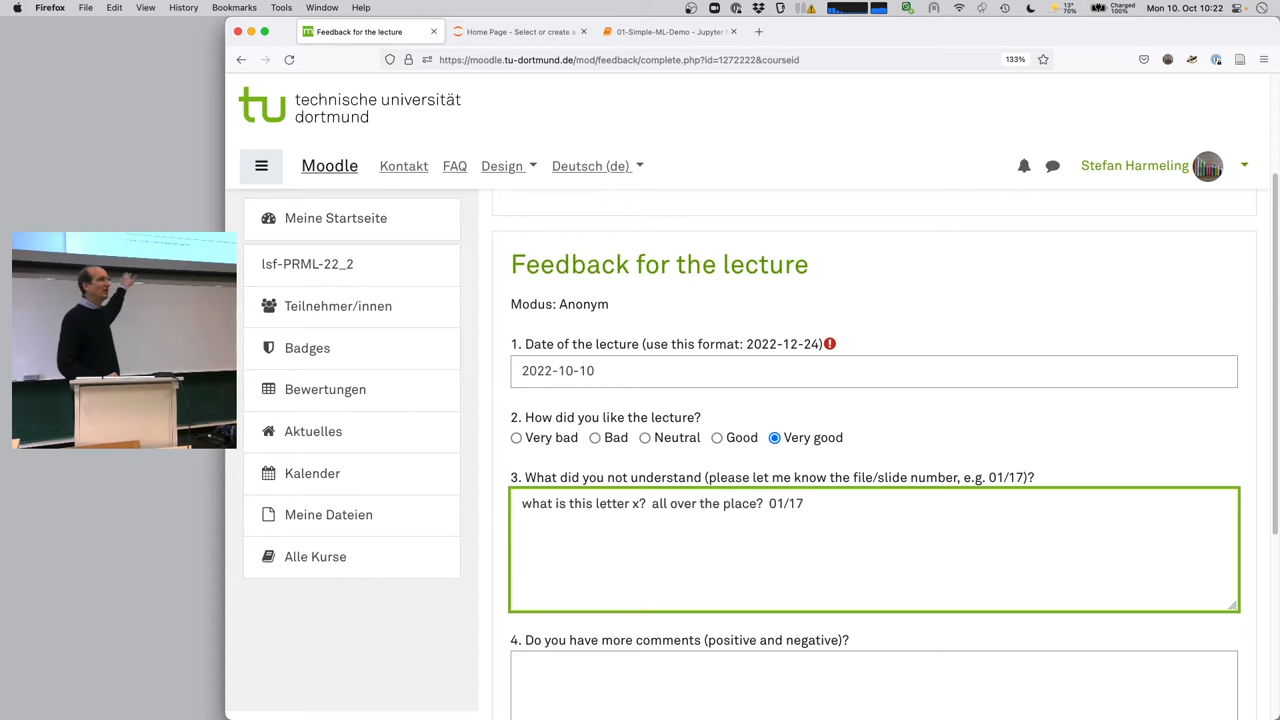 Firefox File Edit View History Bookmarks Tools Window Help
13° 70% Charged 100% Mon 10. Oct 10:22
Feedback for the lecture
01-Simple-ML-Demo - Jupyter
https://moodle.tu-dortmund.de/mod/feedback/complete.php?id=1272222&courseid
133%
tu technische universität
dortmund
Moodle Kontakt FAQ Design Deutsch (de) Stefan Harmeling
Meine Startseite
lsf-PRML-22_2
Teilnehmer/innen
Badges
Bewertungen
Aktuelles
Kalender
Meine Dateien
Alle Kurse
Feedback for the lecture
Modus: Anonym
1. Date of the lecture (use this format: 2022-12-24)
2022-10-10
2. How did you like the lecture?
Very bad Bad Neutral Good Very good
3. What did you not understand (please let me know the file/slide number, e.g. 01/17)?
what is this letter x? all over the place? 01/17
4. Do you have more comments (positive and negative)?